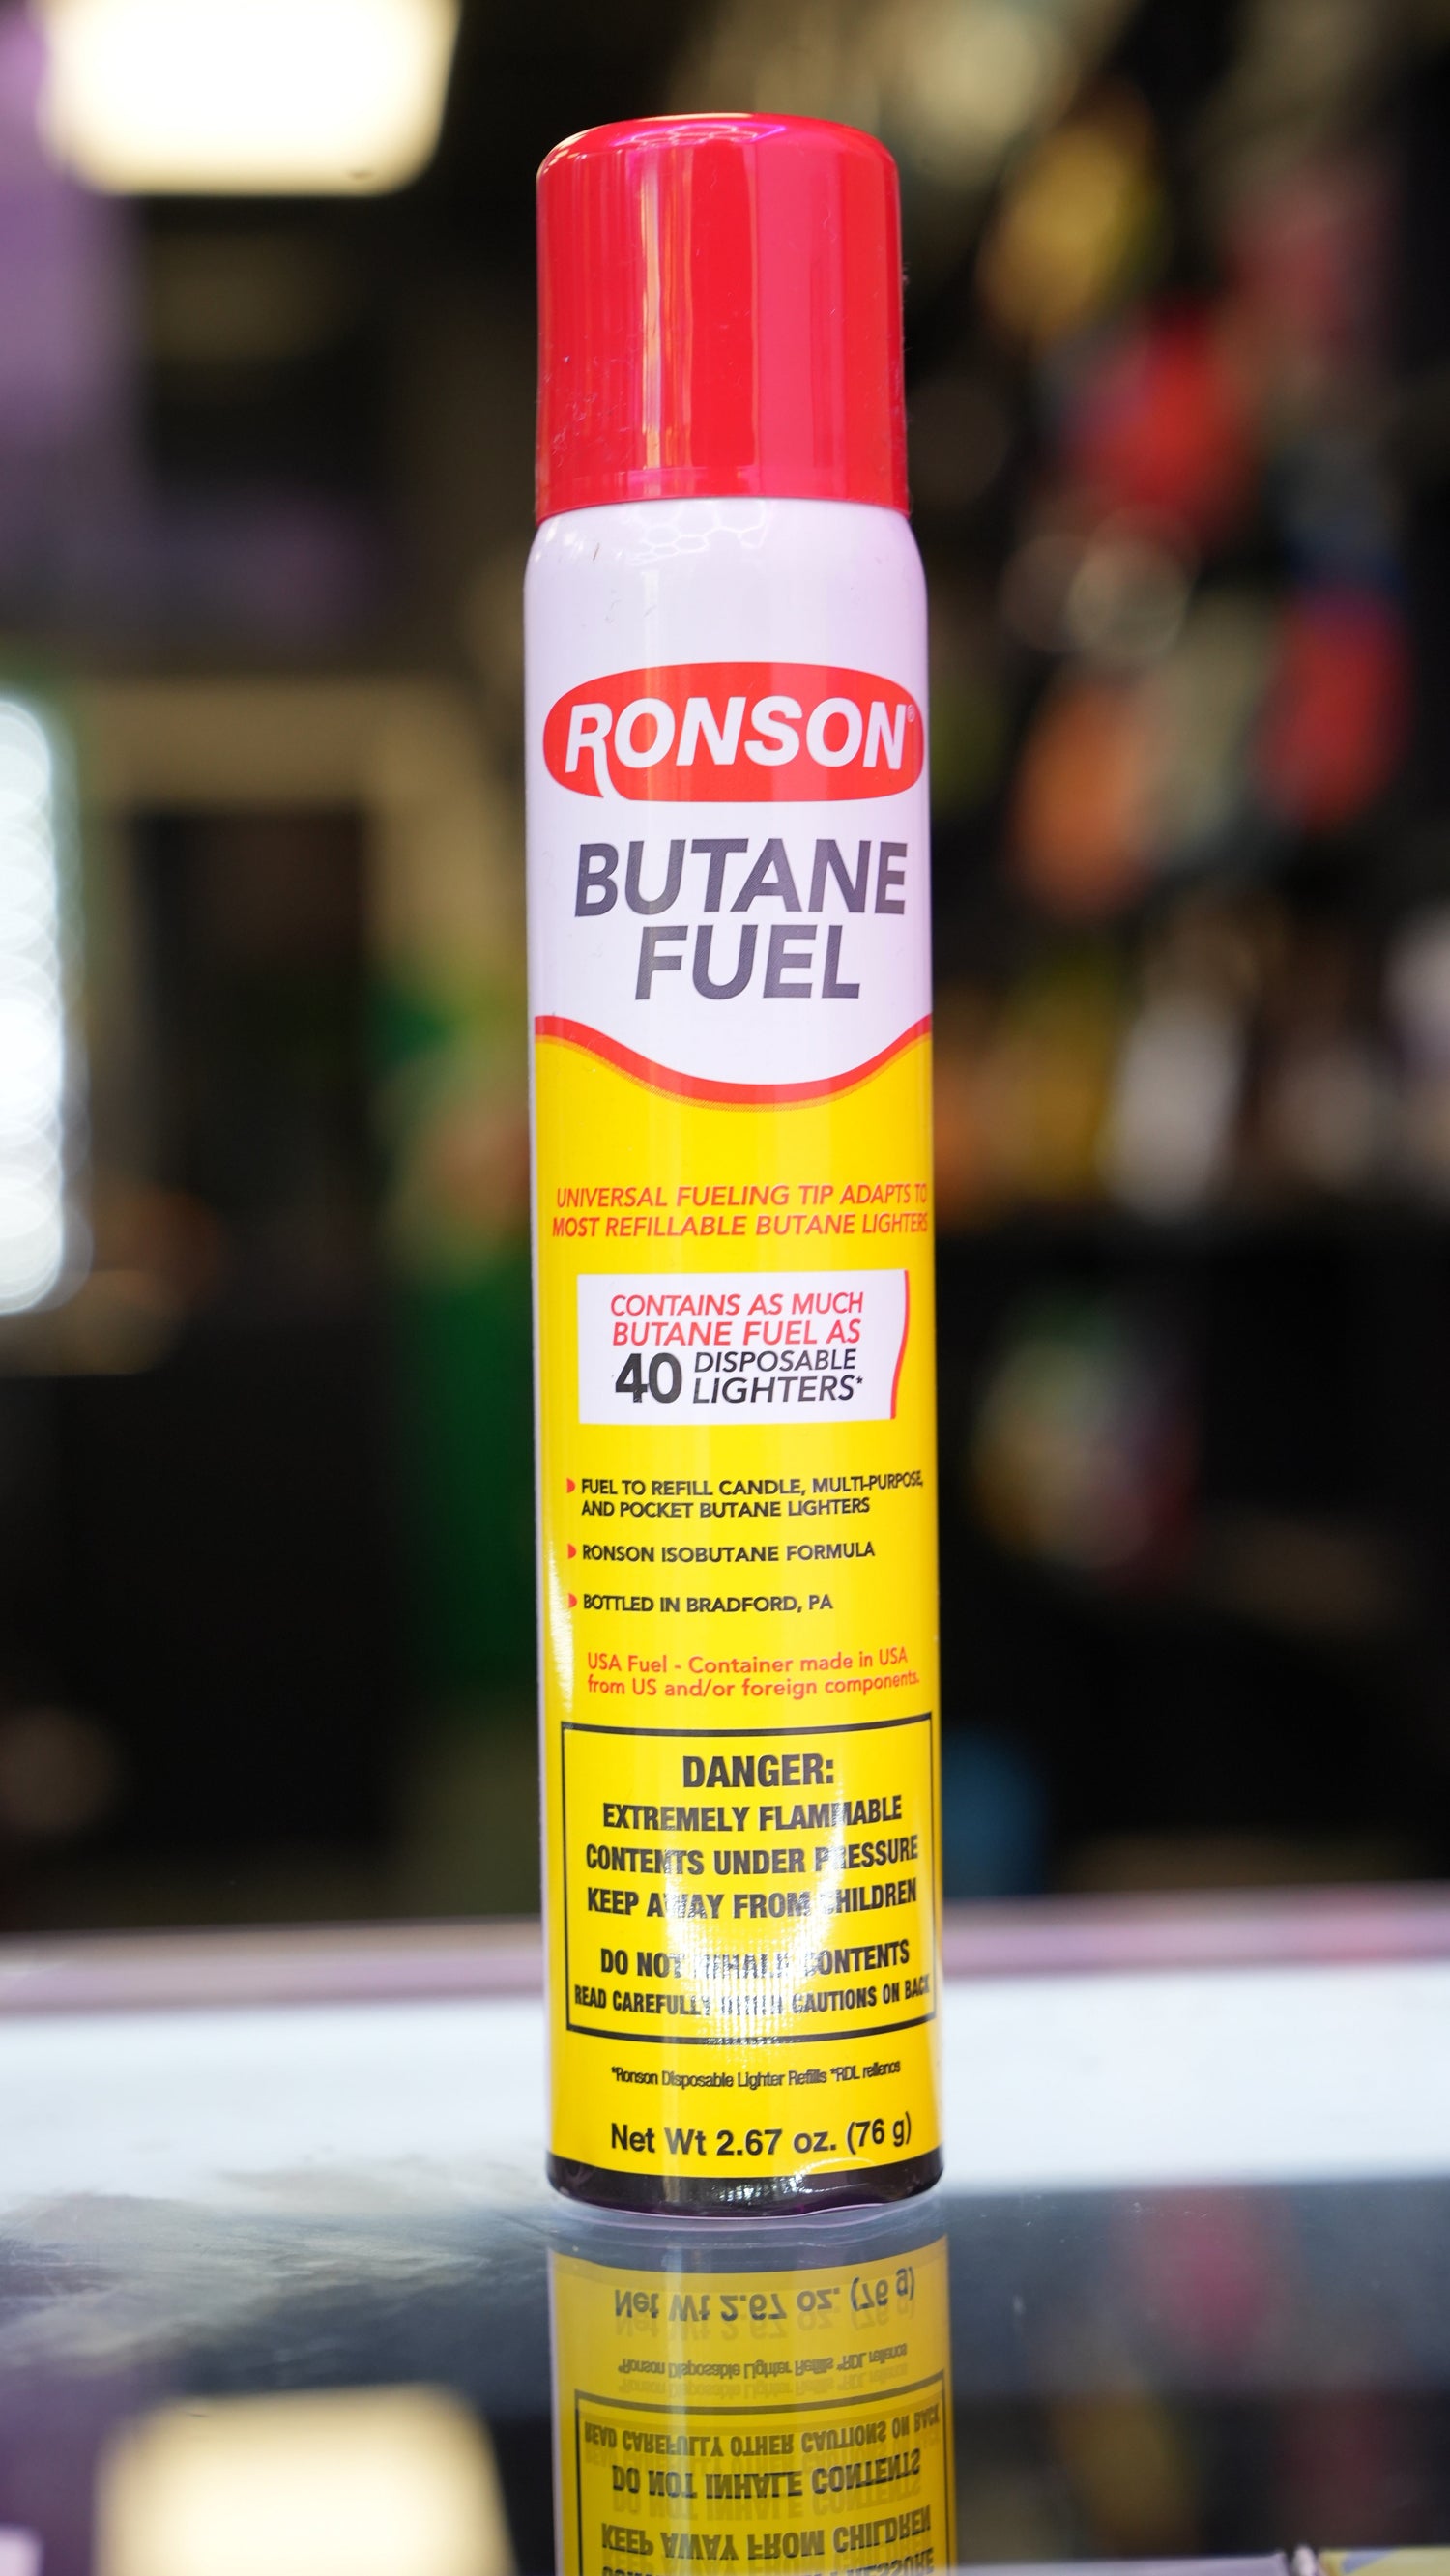 RONSON®
BUTANE
FUEL
UNIVERSAL FUELING TIP ADAPTS TO
MOST REFILLABLE BUTANE LIGHTERS
CONTAINS AS MUCH
BUTANE FUEL AS
40 DISPOSABLE
LIGHTERS*
FUEL TO REFILL CANDLE, MULTI-PURPOSE,
AND POCKET BUTANE LIGHTERS
RONSON ISOBUTANE FORMULA
BOTTLED IN BRADFORD, PA
USA Fuel - Container made in USA
from US and/or foreign components.
DANGER:
EXTREMELY FLAMMABLE
CONTENTS UNDER PRESSURE
KEEP AWAY FROM CHILDREN
DO NOT INHALE CONTENTS
READ CAREFULLY OTHER CAUTIONS ON BACK
*Ronson Disposable Lighter Refills *RDL rellenos
Net Wt 2.67 oz. (76 g)